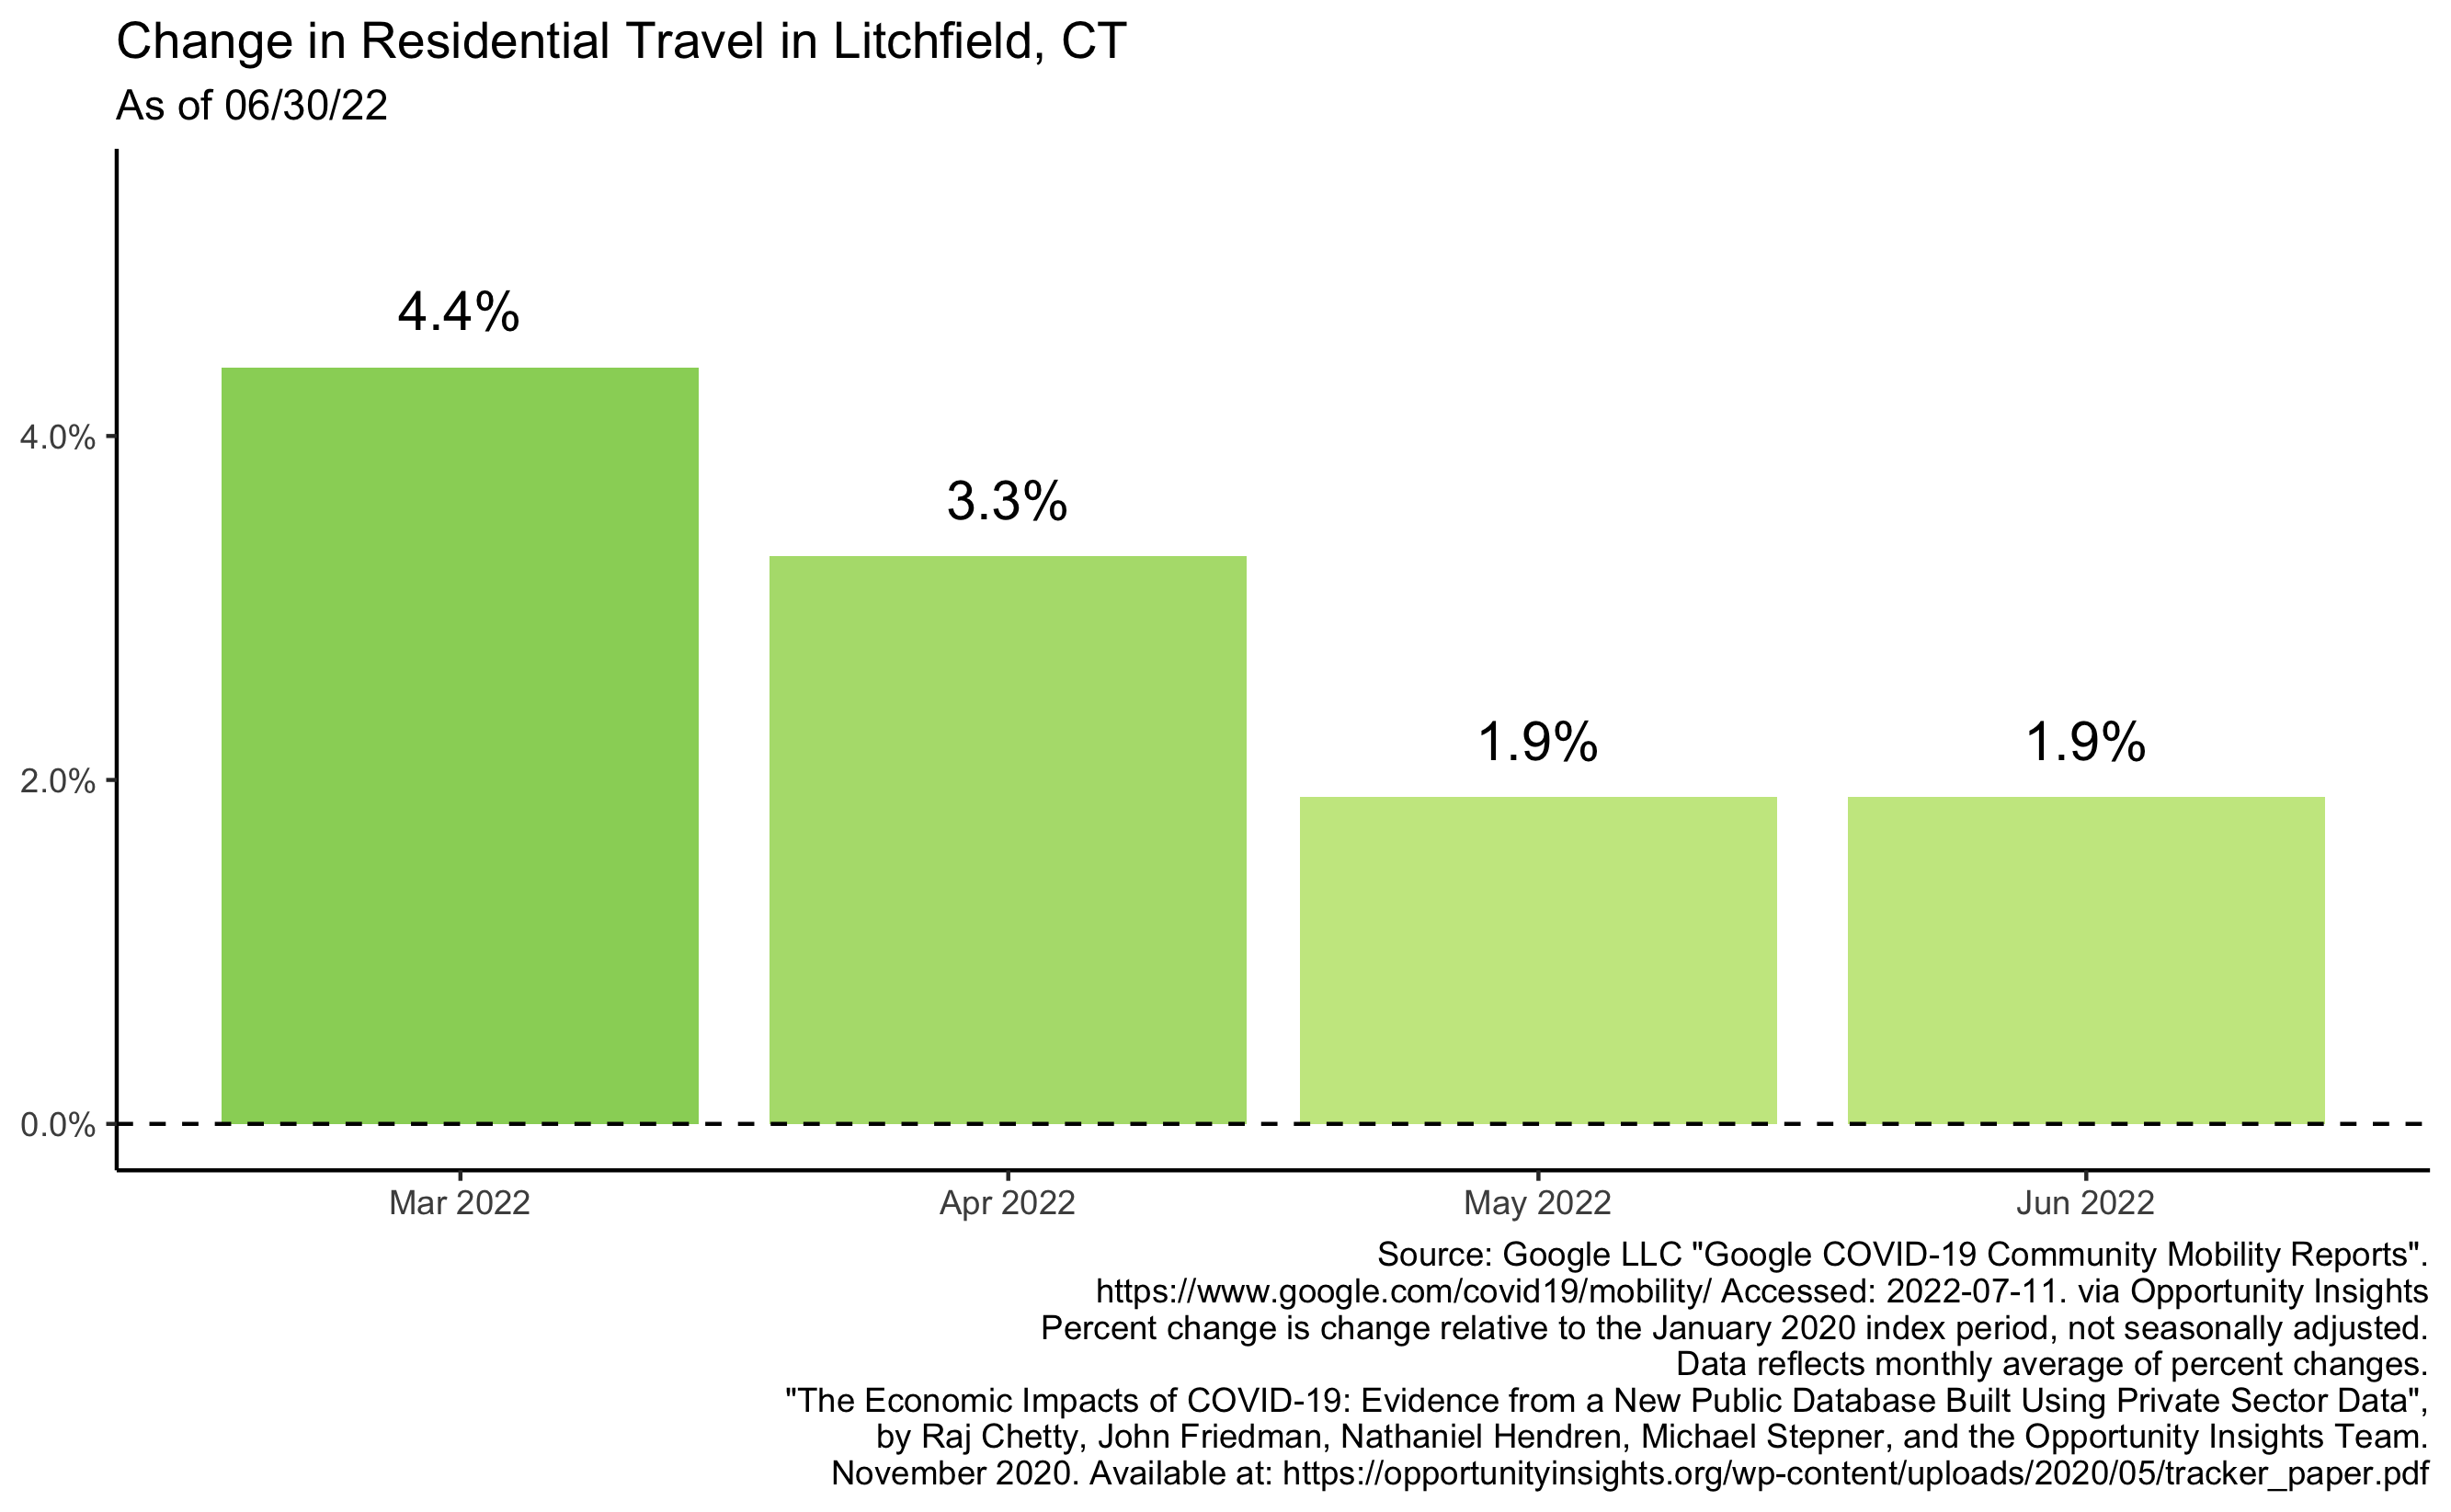 Change in Residential Travel in Litchfield, CT
As of 06/30/22
4.4%
3.3%
1.9%
1.9%
4.0%
2.0%
0.0%
Mar 2022
Apr 2022
May 2022
Jun 2022
Source: Google LLC "Google COVID-19 Community Mobility Reports".
https://www.google.com/covid19/mobility/ Accessed: 2022-07-11. via Opportunity Insights
Percent change is change relative to the January 2020 index period, not seasonally adjusted.
Data reflects monthly average of percent changes.
"The Economic Impacts of COVID-19: Evidence from a New Public Database Built Using Private Sector Data",
by Raj Chetty, John Friedman, Nathaniel Hendren, Michael Stepner, and the Opportunity Insights Team.
November 2020. Available at: https://opportunityinsights.org/wp-content/uploads/2020/05/tracker_paper.pdf